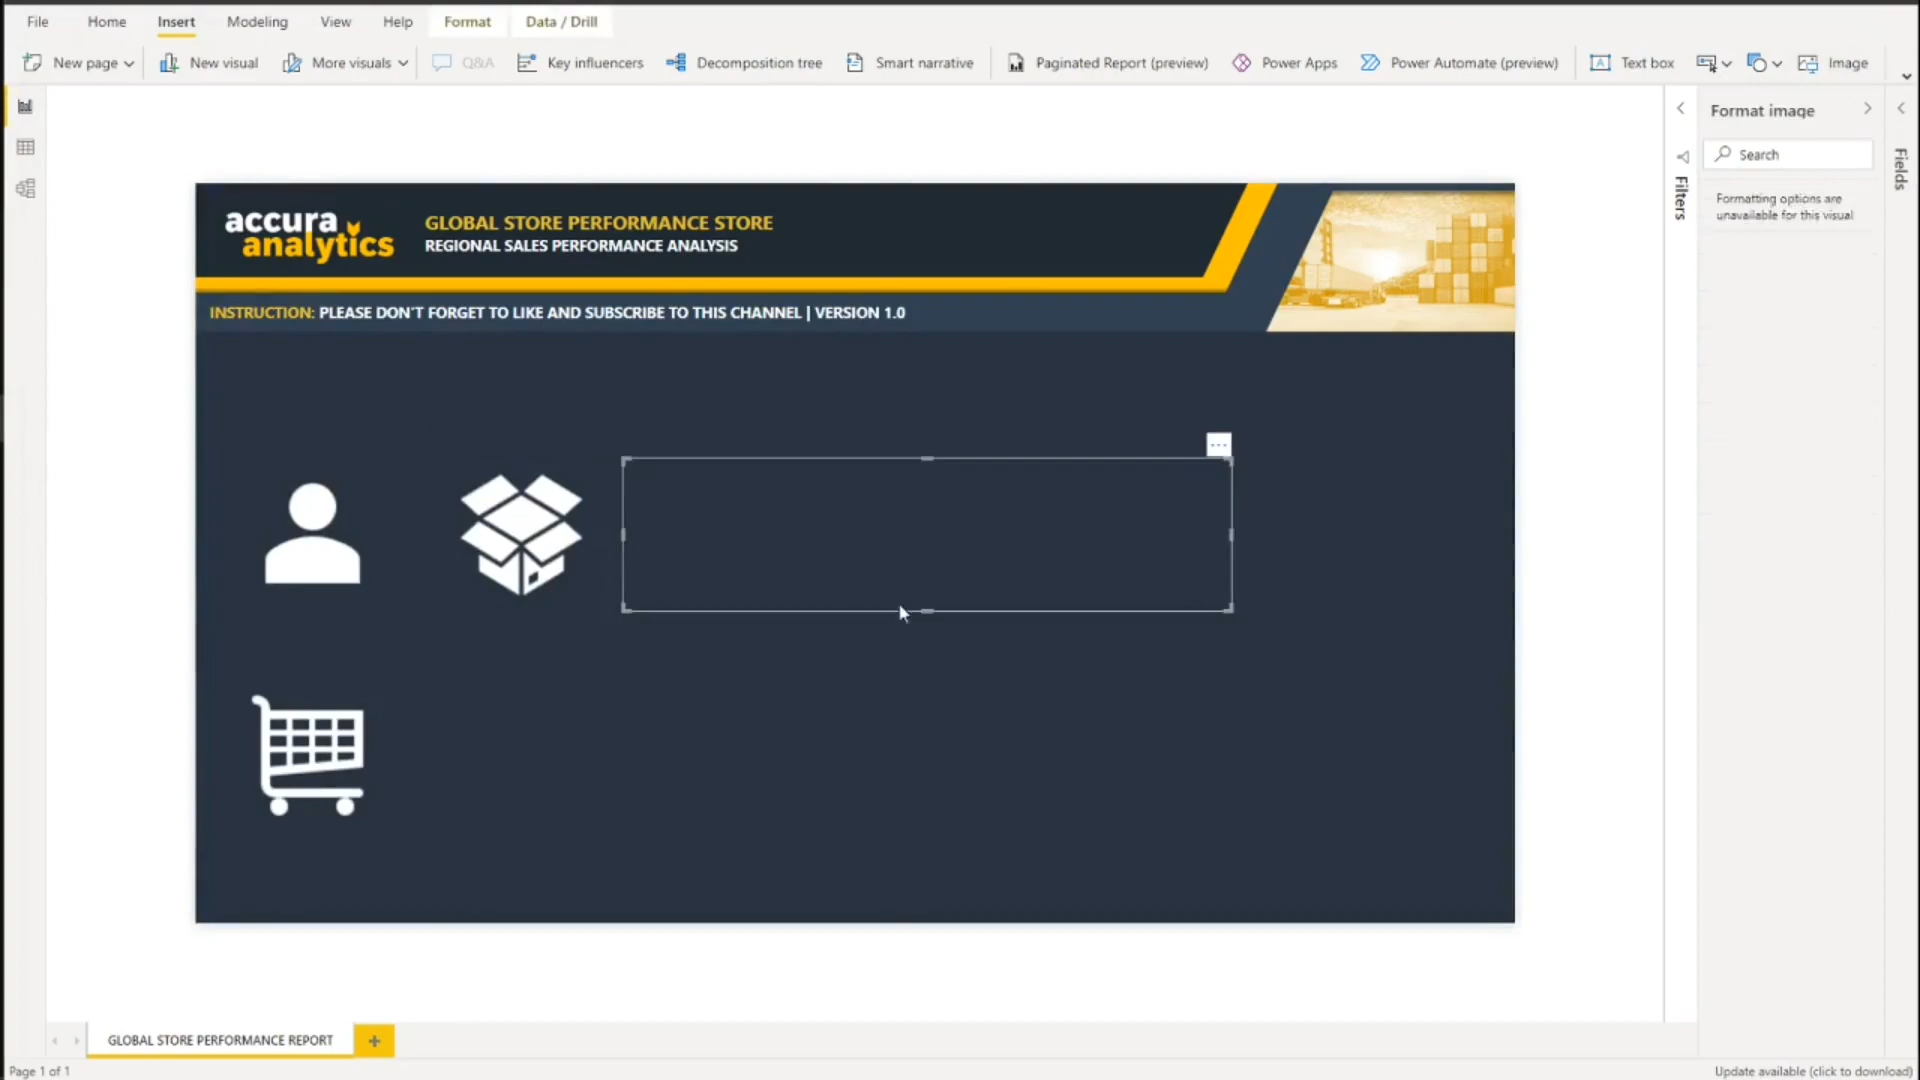 File Home Insert Modeling View Help Format Data / Drill
New page New visual More visuals Q&A Key influencers Decomposition tree Smart narrative Paginated Report (preview) Power Apps Power Automate (preview) Text box Image
Format image
Search
Formatting options are
unavailable for this visual
Filters
Fields
accura
analytics
GLOBAL STORE PERFORMANCE STORE
REGIONAL SALES PERFORMANCE ANALYSIS
INSTRUCTION: PLEASE DON'T FORGET TO LIKE AND SUBSCRIBE TO THIS CHANNEL | VERSION 1.0
GLOBAL STORE PERFORMANCE REPORT
Page 1 of 1
Update available (click to download)